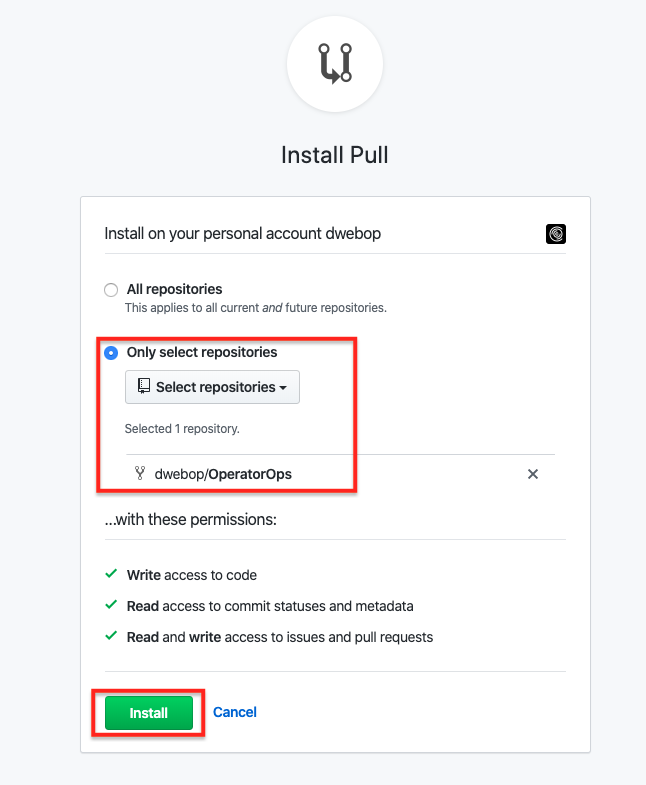 Install Pull
Install on your personal account dwebop
All repositories
This applies to all current and future repositories.
Only select repositories
Select repositories
Selected 1 repository.
dwebop/OperatorOps
...with these permissions:
Write access to code
Read access to commit statuses and metadata
Read and write access to issues and pull requests
Install Cancel